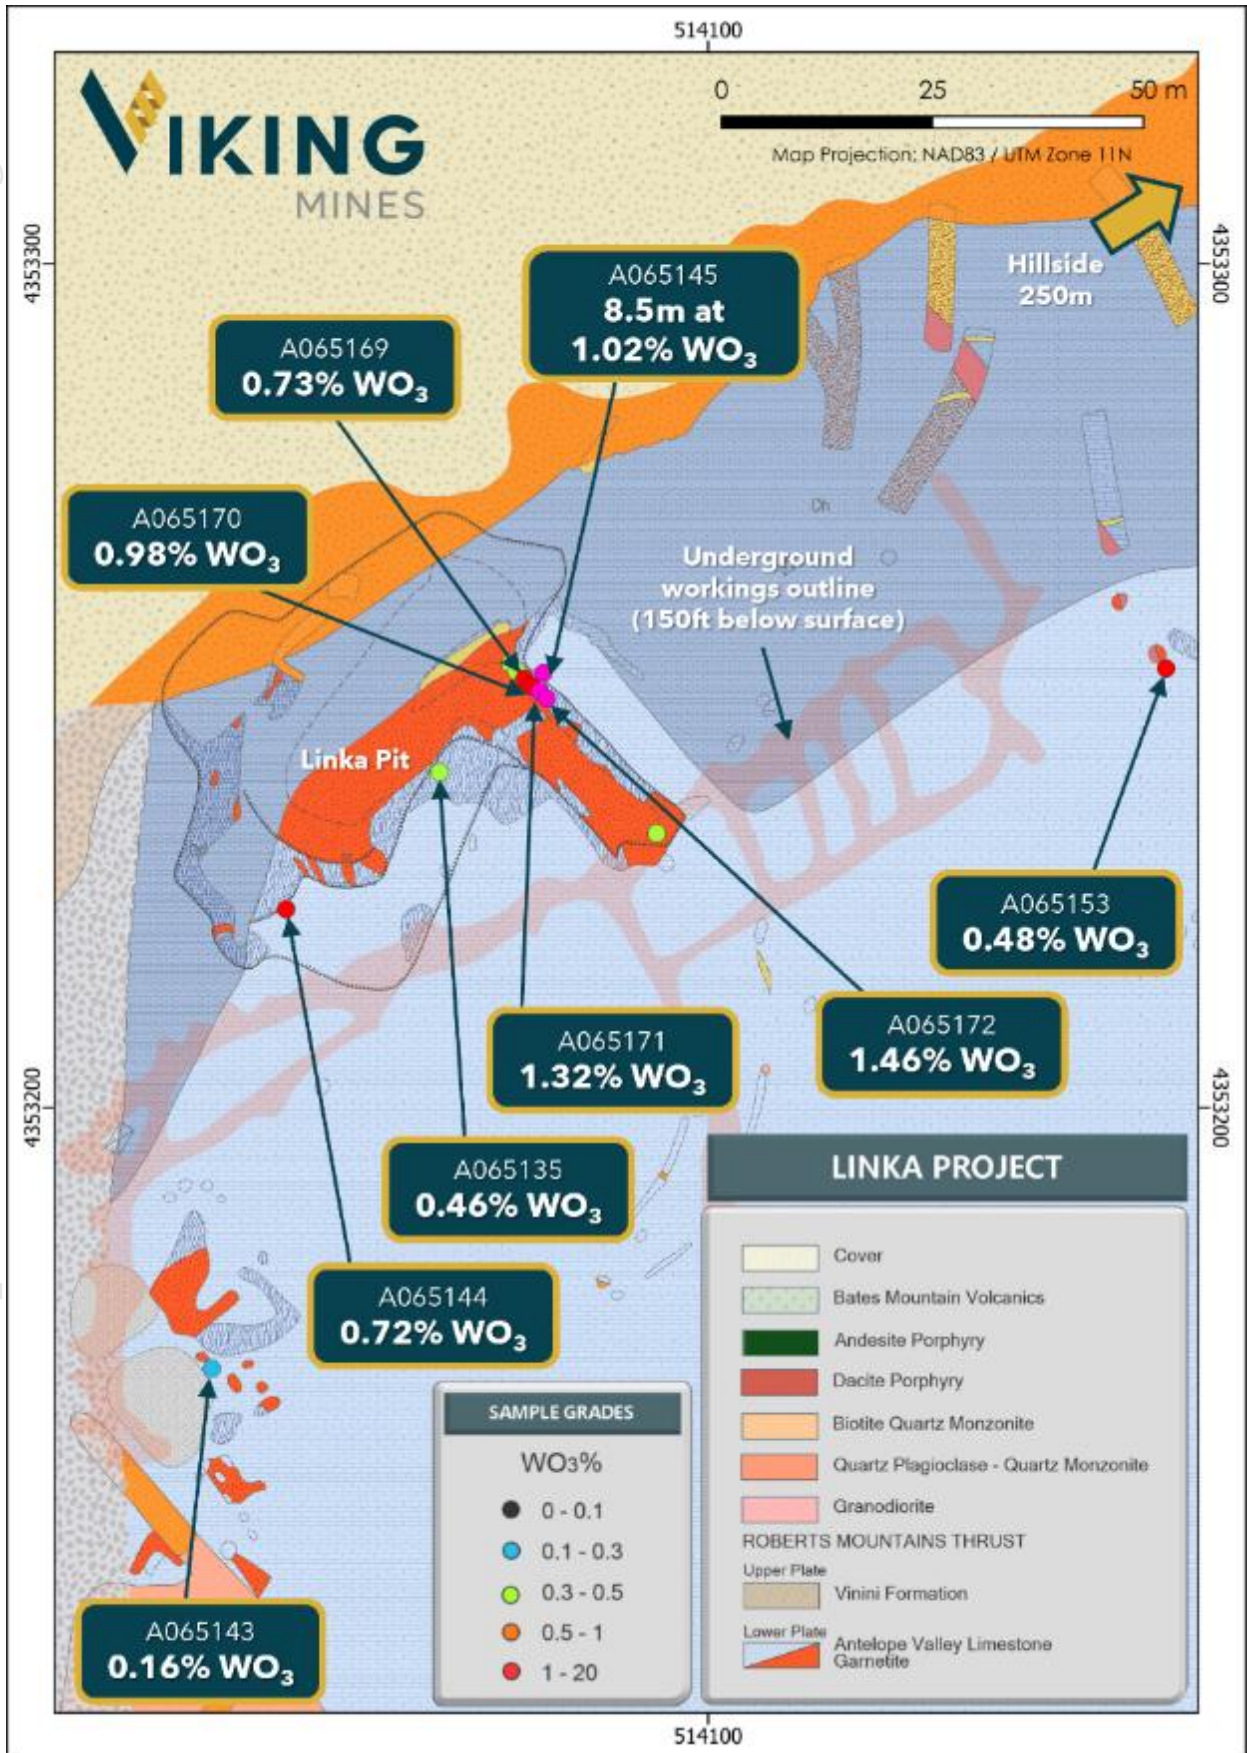 514100
VIKING
MINES
0 25 50 m
Map Projection: NAD83 / UTM Zone 11N
4353300
4353300
Hillside
250m
A065145
8.5m at
1.02% WO₃
A065169
0.73% WO₃
A065170
0.98% WO₃
Dh
Underground
workings outline
(150ft below surface)
Linka Pit
A065153
0.48% WO₃
A065172
1.46% WO₃
A065171
1.32% WO₃
4353200
4353200
A065135
0.46% WO₃
A065144
0.72% WO₃
A065143
0.16% WO₃
SAMPLE GRADES
WO3%
0 - 0.1
0.1 - 0.3
0.3 - 0.5
0.5 - 1
1 - 20
LINKA PROJECT
Cover
Bates Mountain Volcanics
Andesite Porphyry
Dacite Porphyry
Biotite Quartz Monzonite
Quartz Plagioclase - Quartz Monzonite
Granodiorite
ROBERTS MOUNTAINS THRUST
Upper Plate
Vinini Formation
Lower Plate
Antelope Valley Limestone
Garnetite
514100